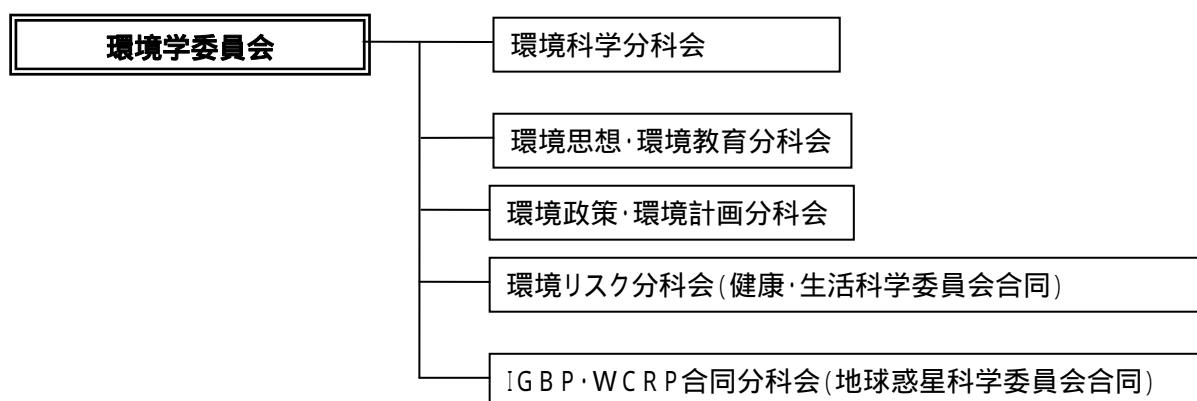 環境学委員会
環境科学分科会
環境思想・環境教育分科会
環境政策・環境計画分科会
環境リスク分科会(健康・生活科学委員会合同)
IGBP・WCRP合同分科会(地球惑星科学委員会合同)